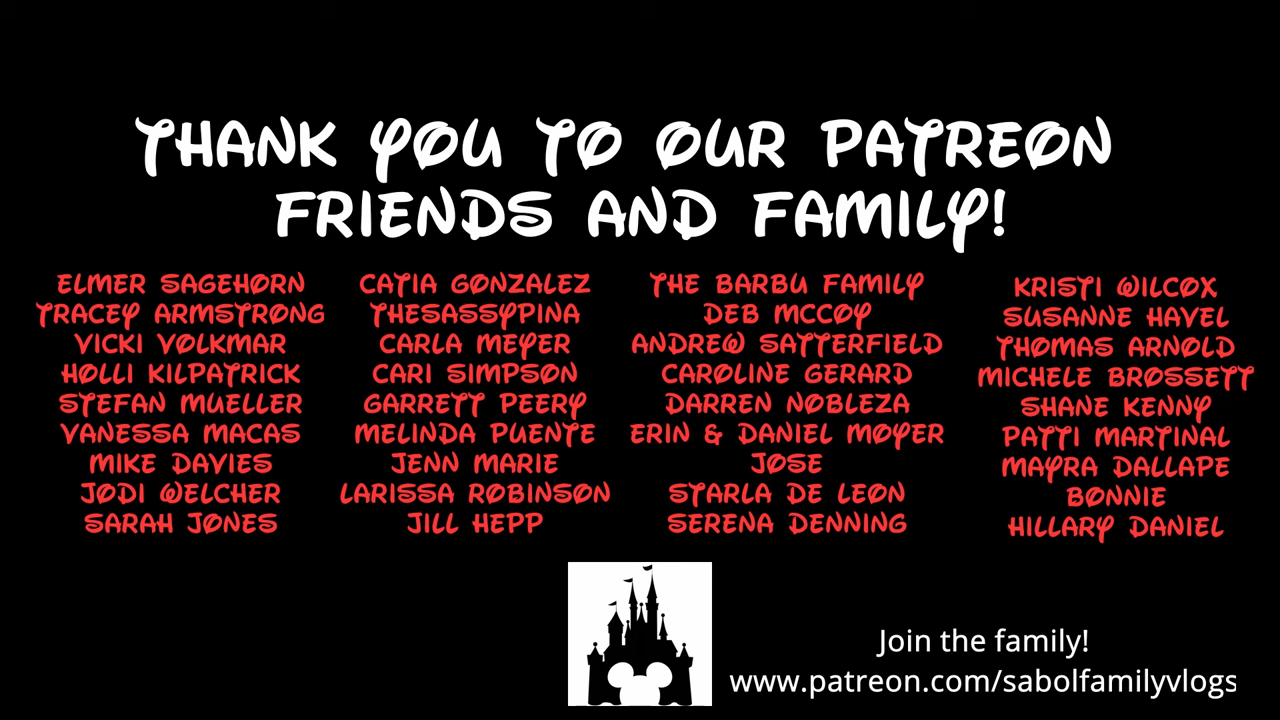 THANK YOU TO OUR PATREON
FRIENDS AND FAMILY!
ELMER SAGEHORN
TRACEY ARMSTRONG
VICKI VOLKMAR
HOLLI KILPATRICK
STEFAN MUELLER
VANESSA MACAS
MIKE DAVIES
JODI WELCHER
SARAH JONES
CATIA GONZALEZ
THESASSYPINA
CARLA MEYER
CARI SIMPSON
GARRETT PEERY
MELINDA PUENTE
JENN MARIE
LARISSA ROBINSON
JILL HEPP
THE BARBU FAMILY
DEB MCCOY
ANDREW SATTERFIELD
CAROLINE GERARD
DARREN NOBLEZA
ERIN & DANIEL MOYER
JOSE
STARLA DE LEON
SERENA DENNING
KRISTI WILCOX
SUSANNE HAVEL
THOMAS ARNOLD
MICHELE BROSSETT
SHANE KENNY
PATTI MARTINAL
MAYRA DALLAPE
BONNIE
HILLARY DANIEL
Join the family!
www.patreon.com/sabolfamilyvlogs